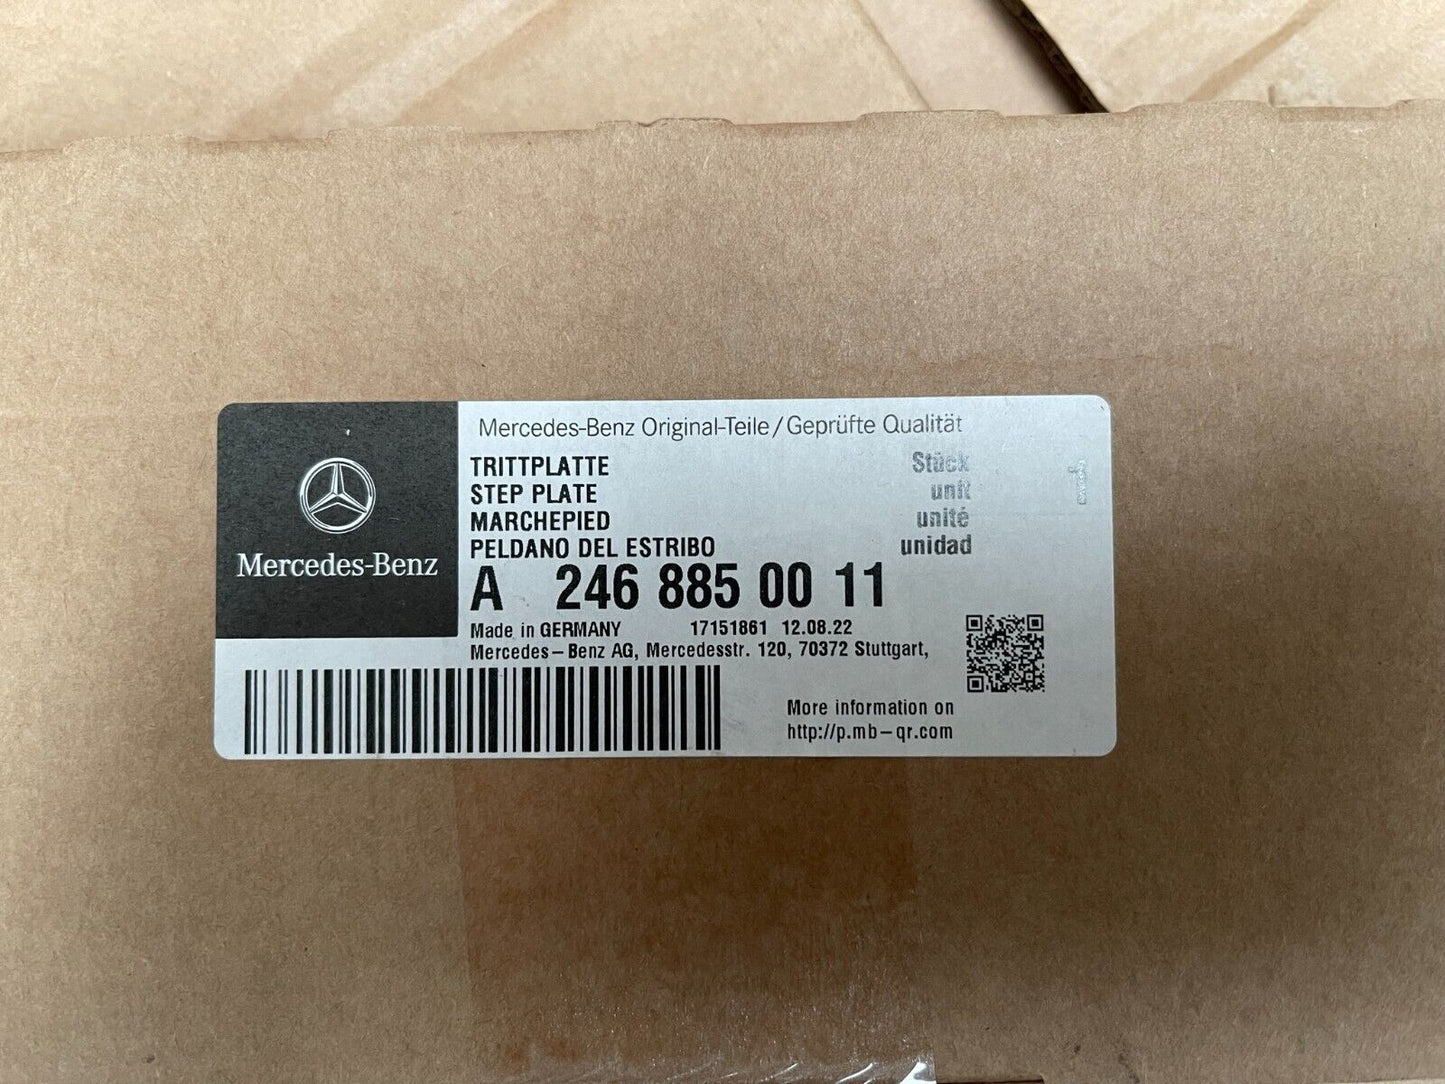 Mercedes-Benz
Mercedes-Benz Original-Teile/Geprüfte Qualität
TRITTPLATTE Stück 1
STEP PLATE unit
MARCHEPIED unité
PELDANO DEL ESTRIBO unidad
A 246 885 00 11
Made in GERMANY 17151861 12.08.22
Mercedes-Benz AG, Mercedesstr. 120, 70372 Stuttgart,
More information on
http://p.mb-qr.com